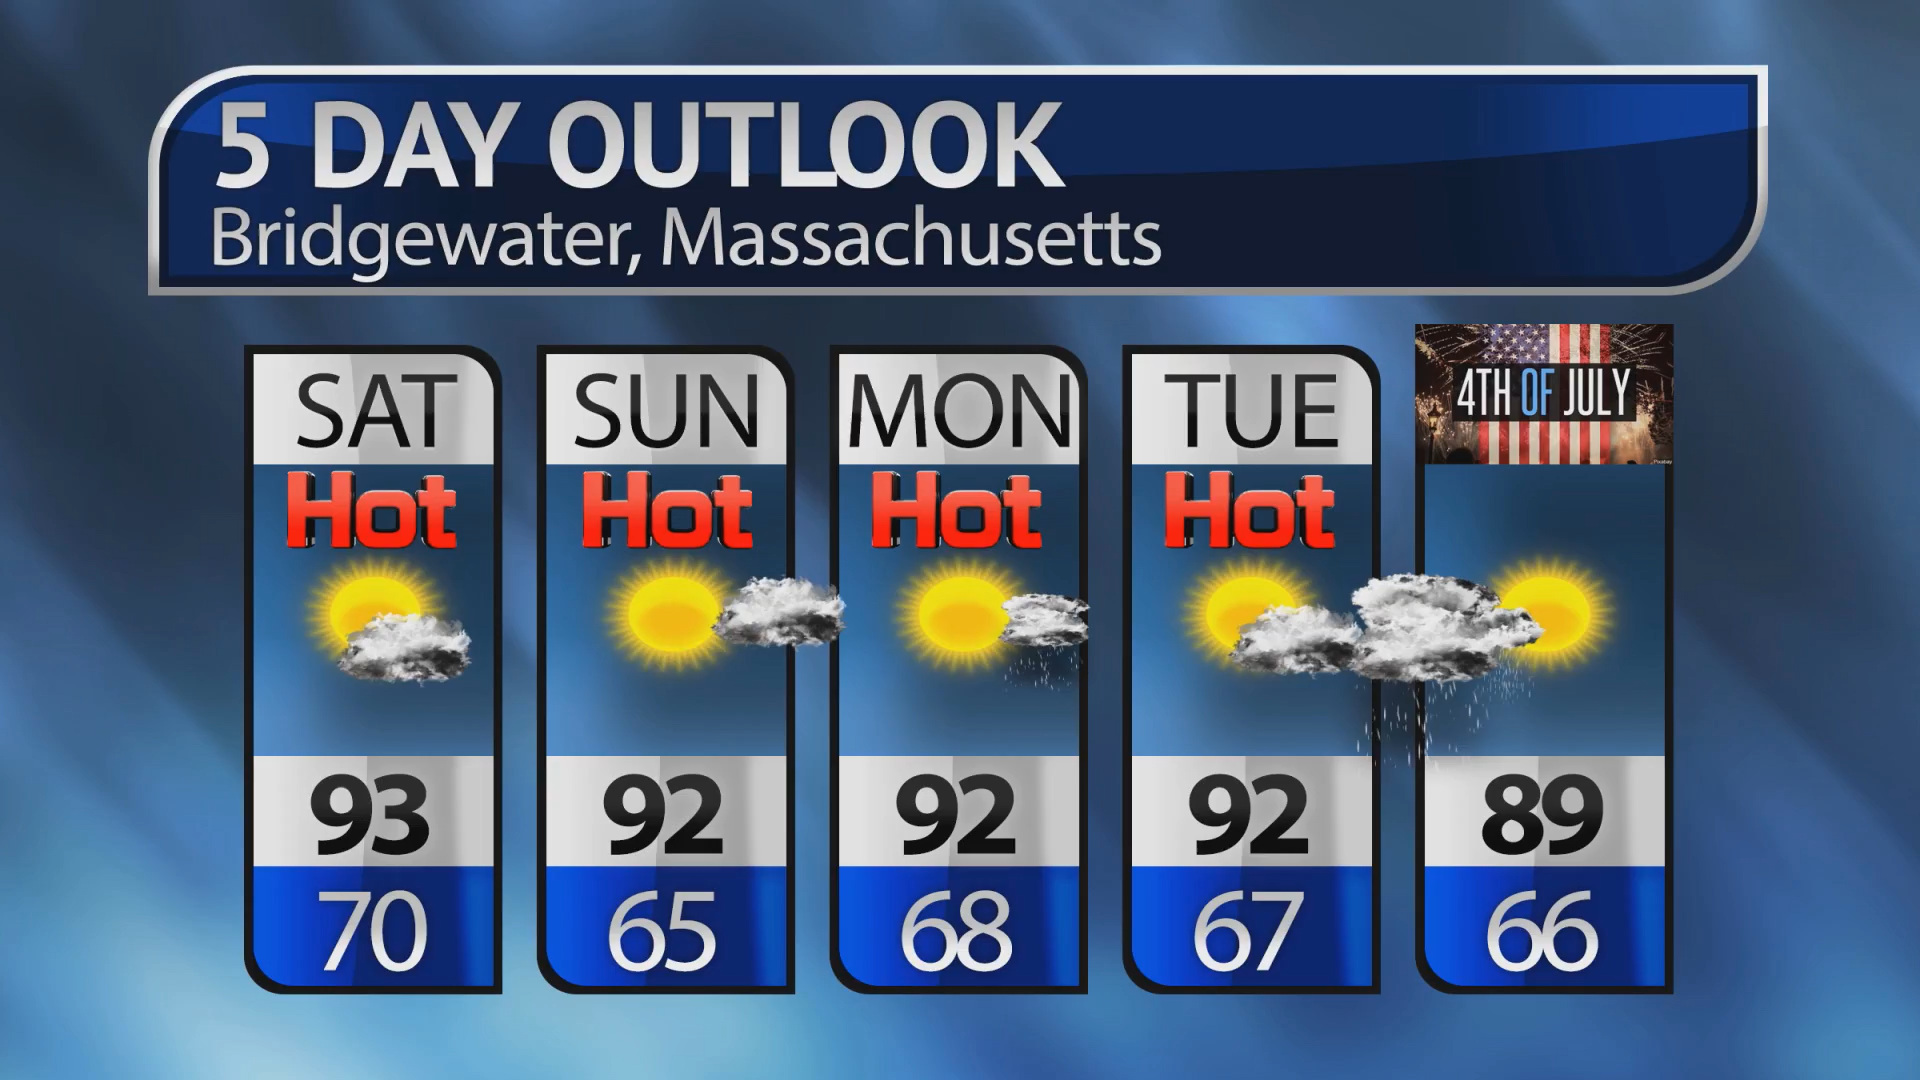 5 DAY OUTLOOK
Bridgewater, Massachusetts
SAT SUN MON TUE 4TH OF JULY
Pixabay
Hot Hot Hot Hot
93 92 92 92 89
70 65 68 67 66